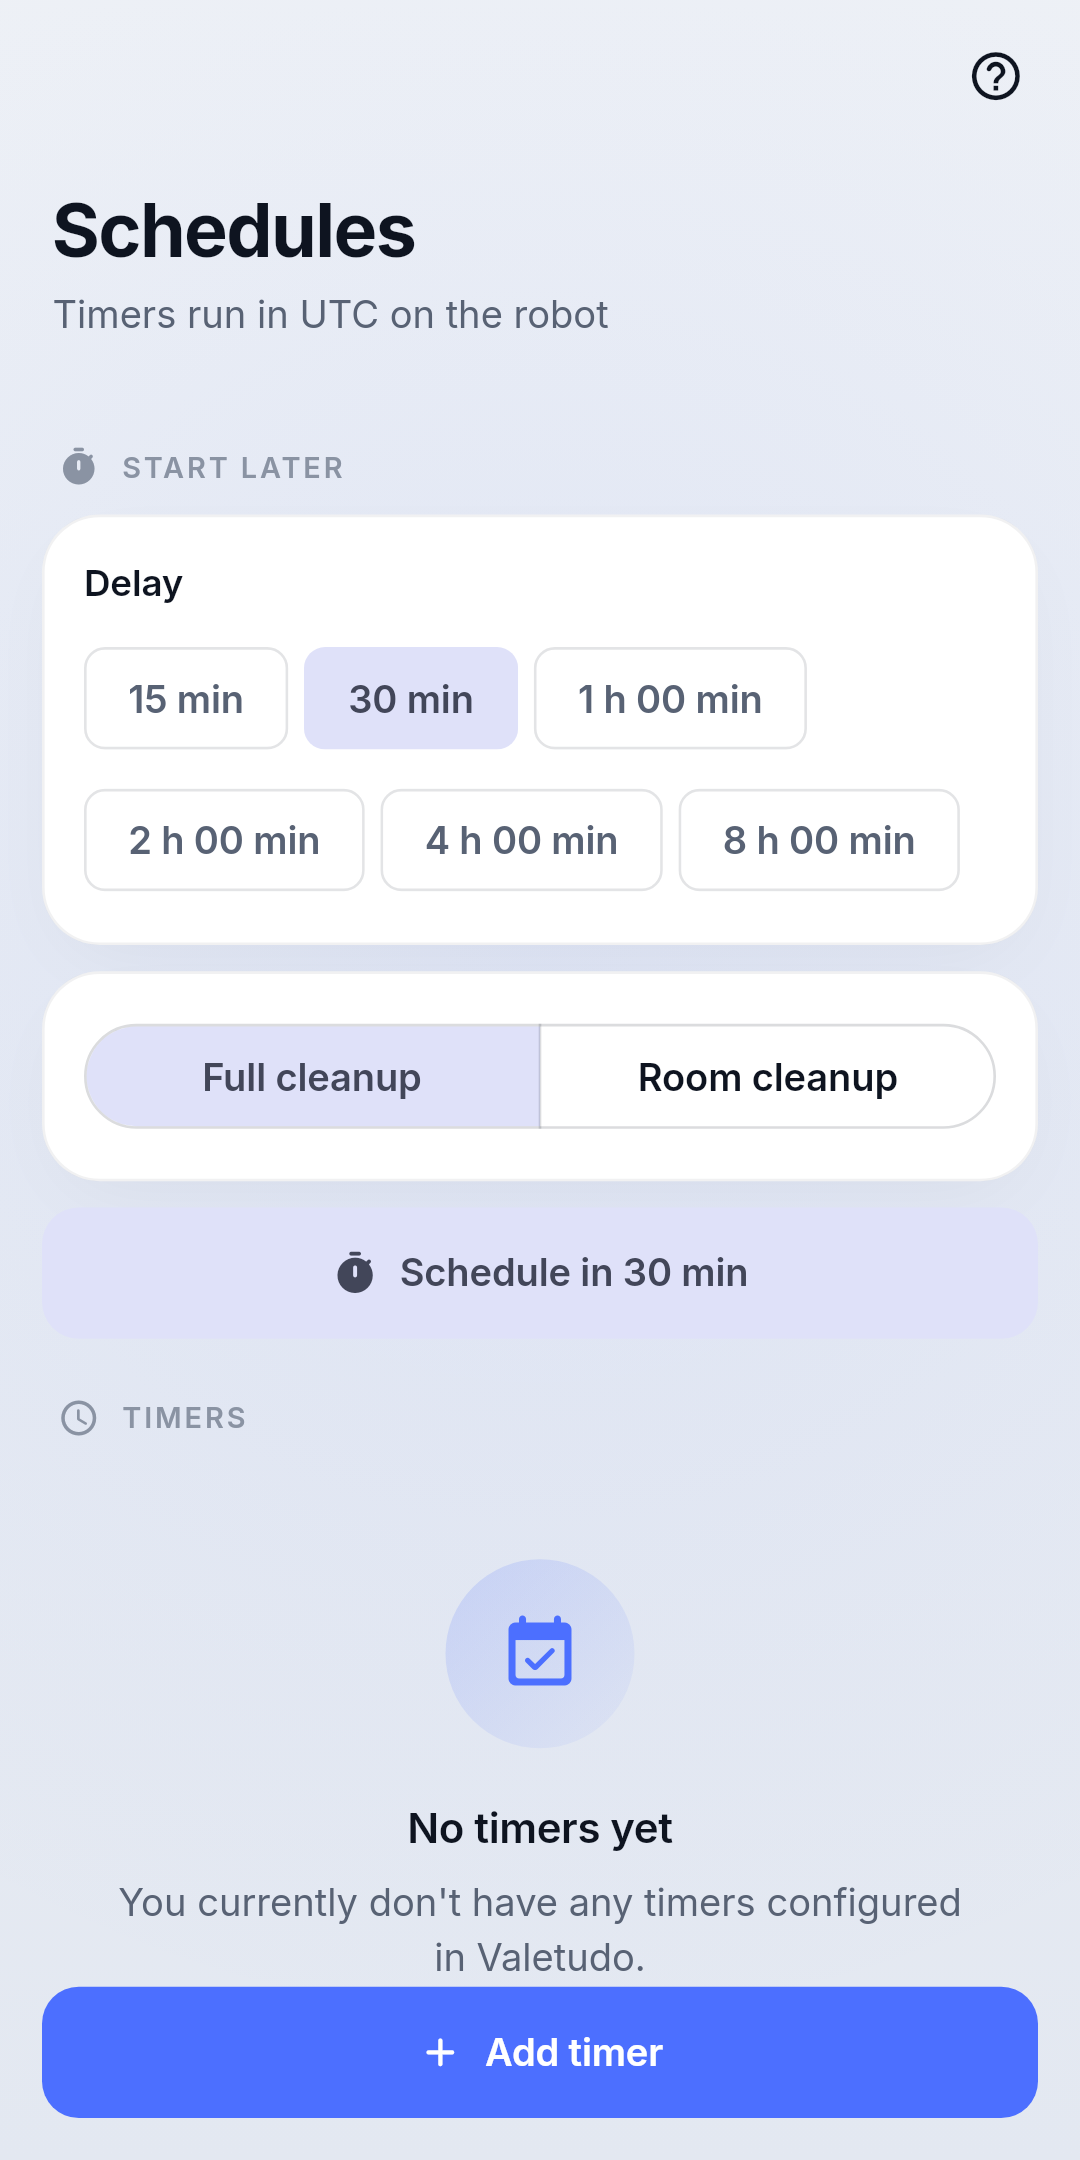 Schedules
Timers run in UTC on the robot
START LATER
Delay
15 min
30 min
1 h 00 min
2 h 00 min
4 h 00 min
8 h 00 min
Full cleanup
Room cleanup
Schedule in 30 min
TIMERS
No timers yet
You currently don't have any timers configured
in Valetudo.
Add timer